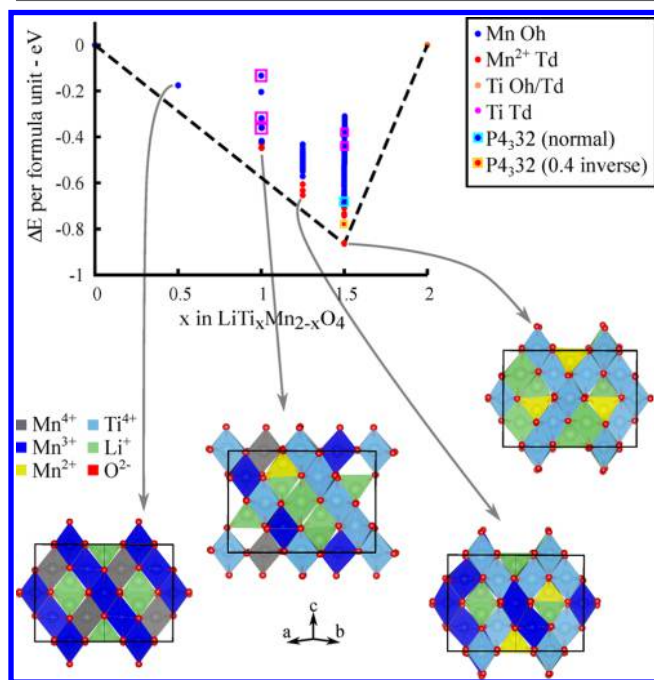 0
-0.2
-0.4
-0.6
-0.8
-1
ΔE per formula unit - eV
0 0.5 1 1.5 2
x in LiTiₓMn₂₋ₓO₄
Mn Oh
Mn²⁺ Td
Ti Oh/Td
Ti Td
P4₃32 (normal)
P4₃32 (0.4 inverse)
Mn⁴⁺ Ti⁴⁺
Mn³⁺ Li⁺
Mn²⁺ O²⁻
c
a b